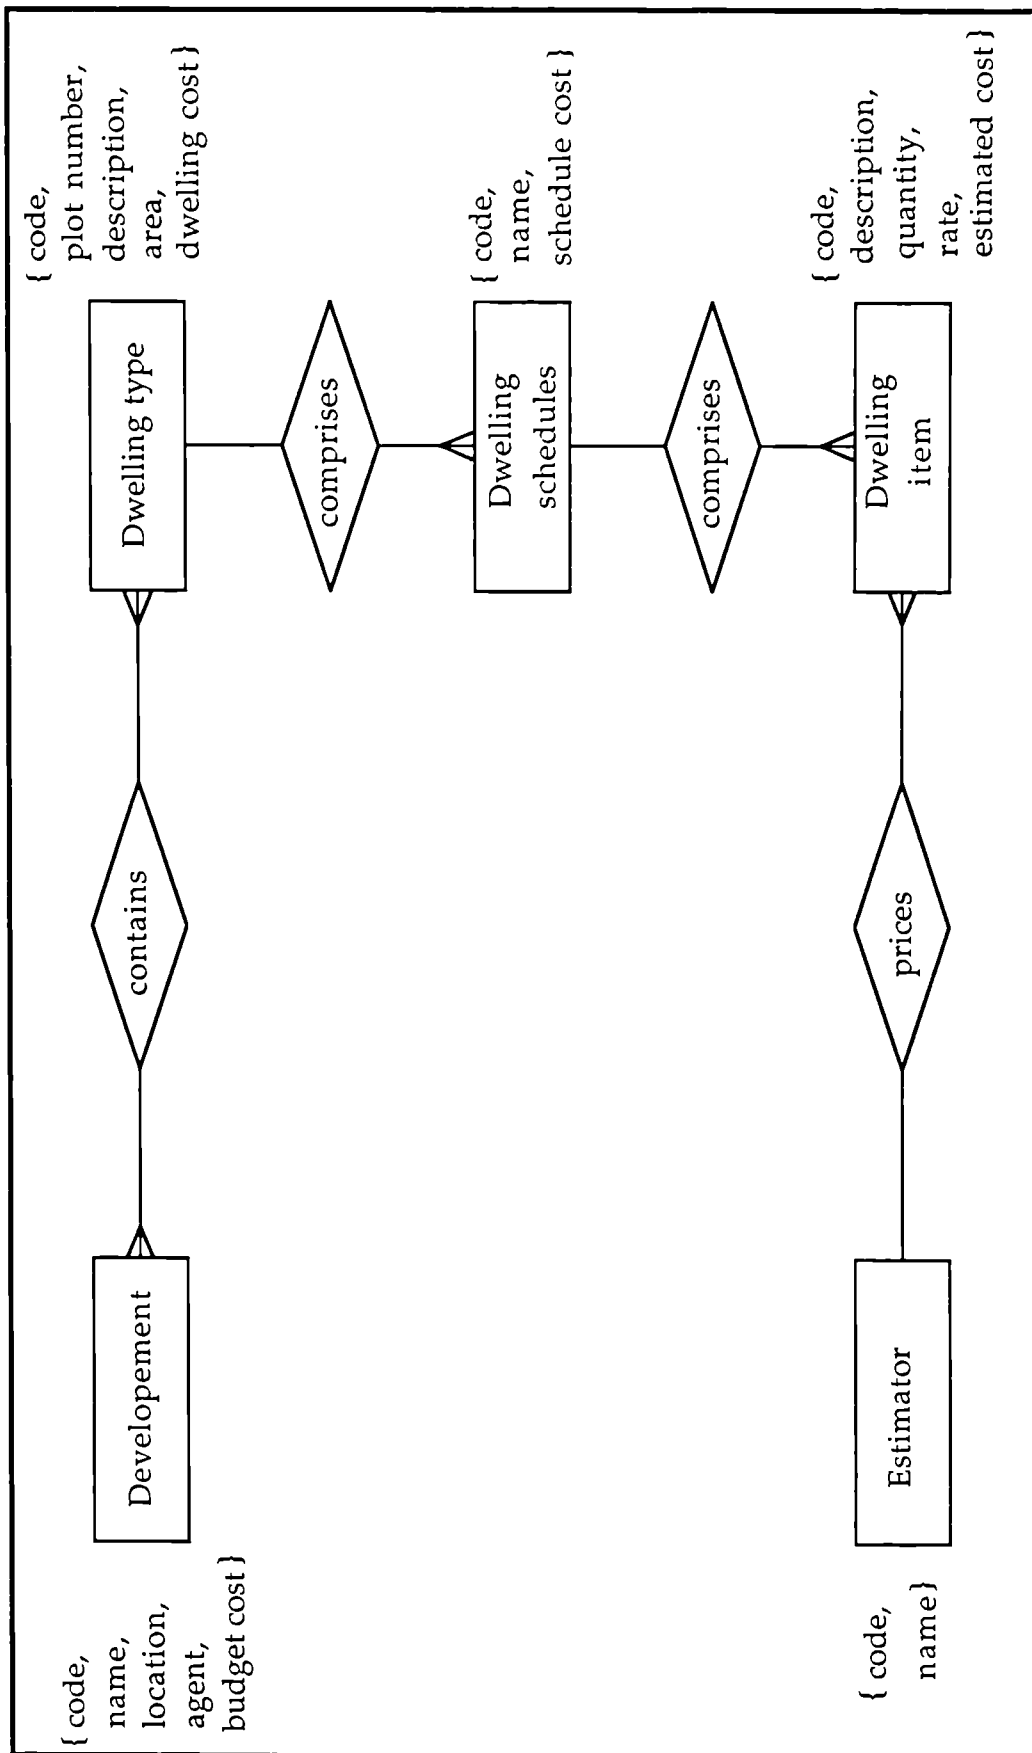 { code,
name,
location,
agent,
budget cost }
Developement
contains
Dwelling type
{ code,
plot number,
description,
area,
dwelling cost }
comprises
Dwelling
schedules
{ code,
name,
schedule cost }
comprises
{ code,
name}
Estimator
prices
Dwelling
item
{ code,
description,
quantity,
rate,
estimated cost }